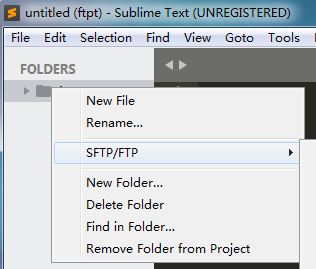 untitled (ftpt) - Sublime Text (UNREGISTERED)
File Edit Selection Find View Goto Tools
FOLDERS
New File
Rename...
SFTP/FTP
New Folder...
Delete Folder
Find in Folder...
Remove Folder from Project